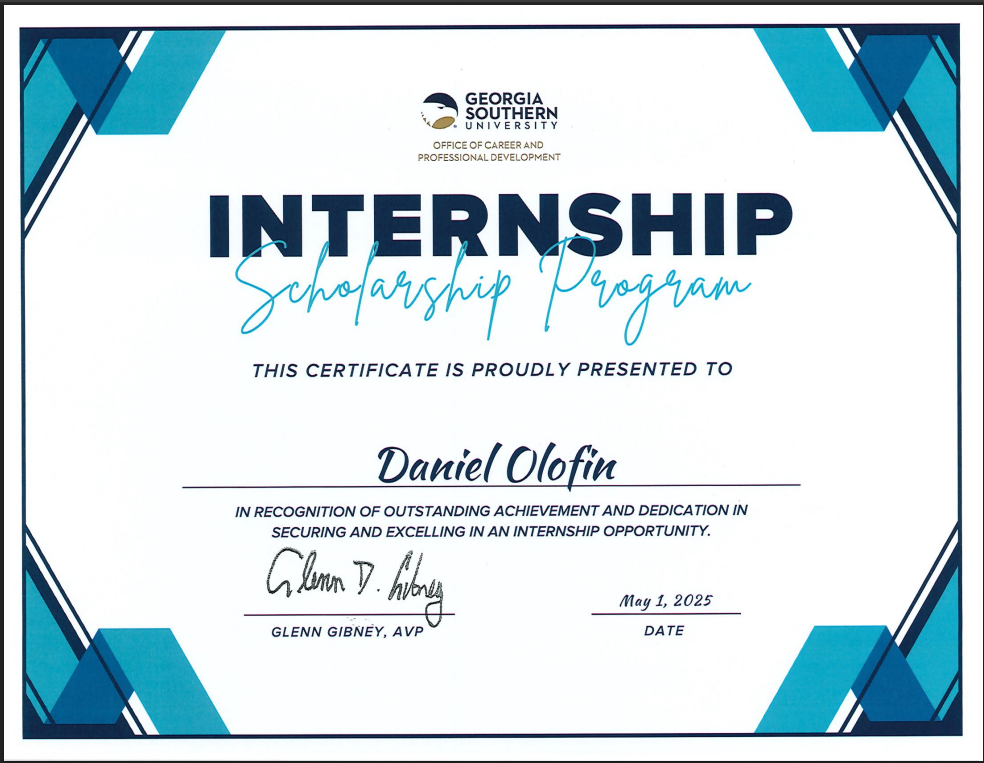 GEORGIA
SOUTHERN
UNIVERSITY
OFFICE OF CAREER AND
PROFESSIONAL DEVELOPMENT
INTERNSHIP
Scholarship Program
THIS CERTIFICATE IS PROUDLY PRESENTED TO
Daniel Olofin
IN RECOGNITION OF OUTSTANDING ACHIEVEMENT AND DEDICATION IN
SECURING AND EXCELLING IN AN INTERNSHIP OPPORTUNITY.
Glenn D. Gibney
May 1, 2025
GLENN GIBNEY, AVP
DATE